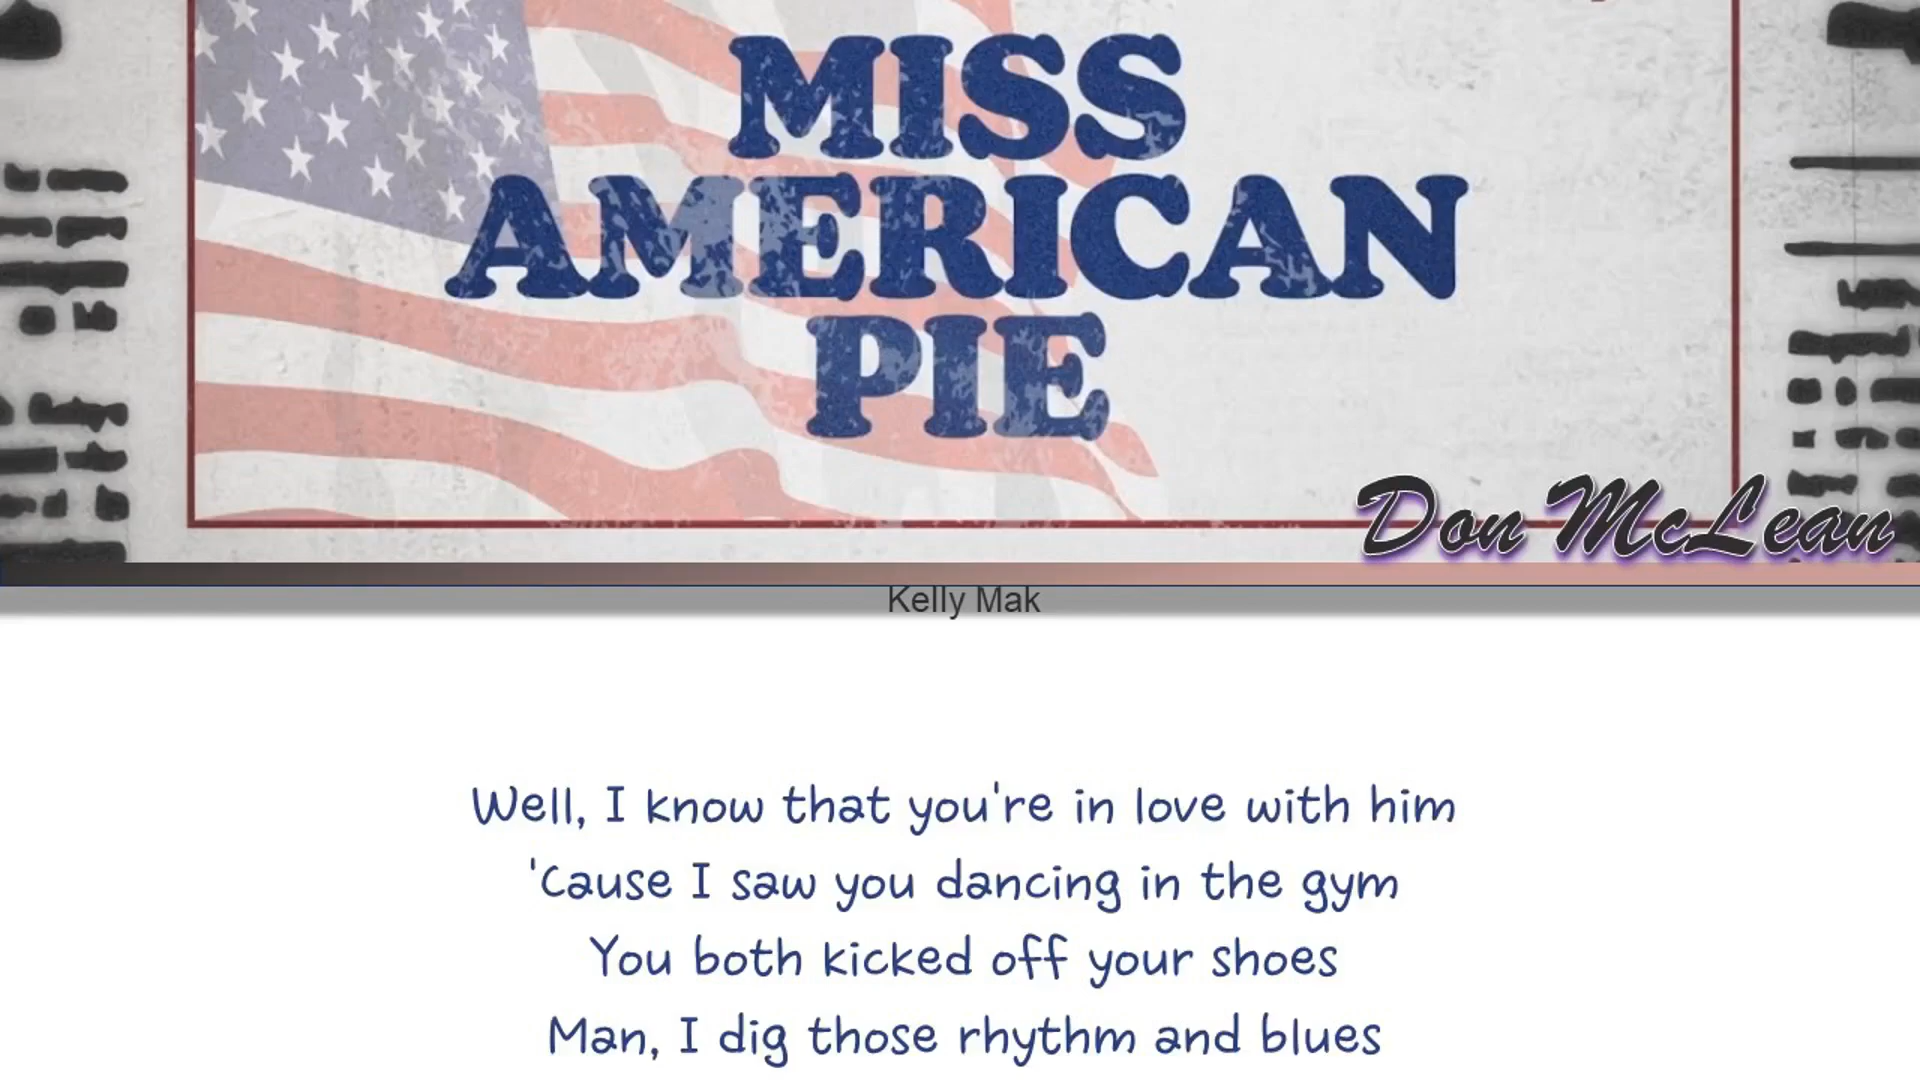 MISS
AMERICAN
PIE
Don McLean
Kelly Mak
Well, I know that you're in love with him
'Cause I saw you dancing in the gym
You both kicked off your shoes
Man, I dig those rhythm and blues